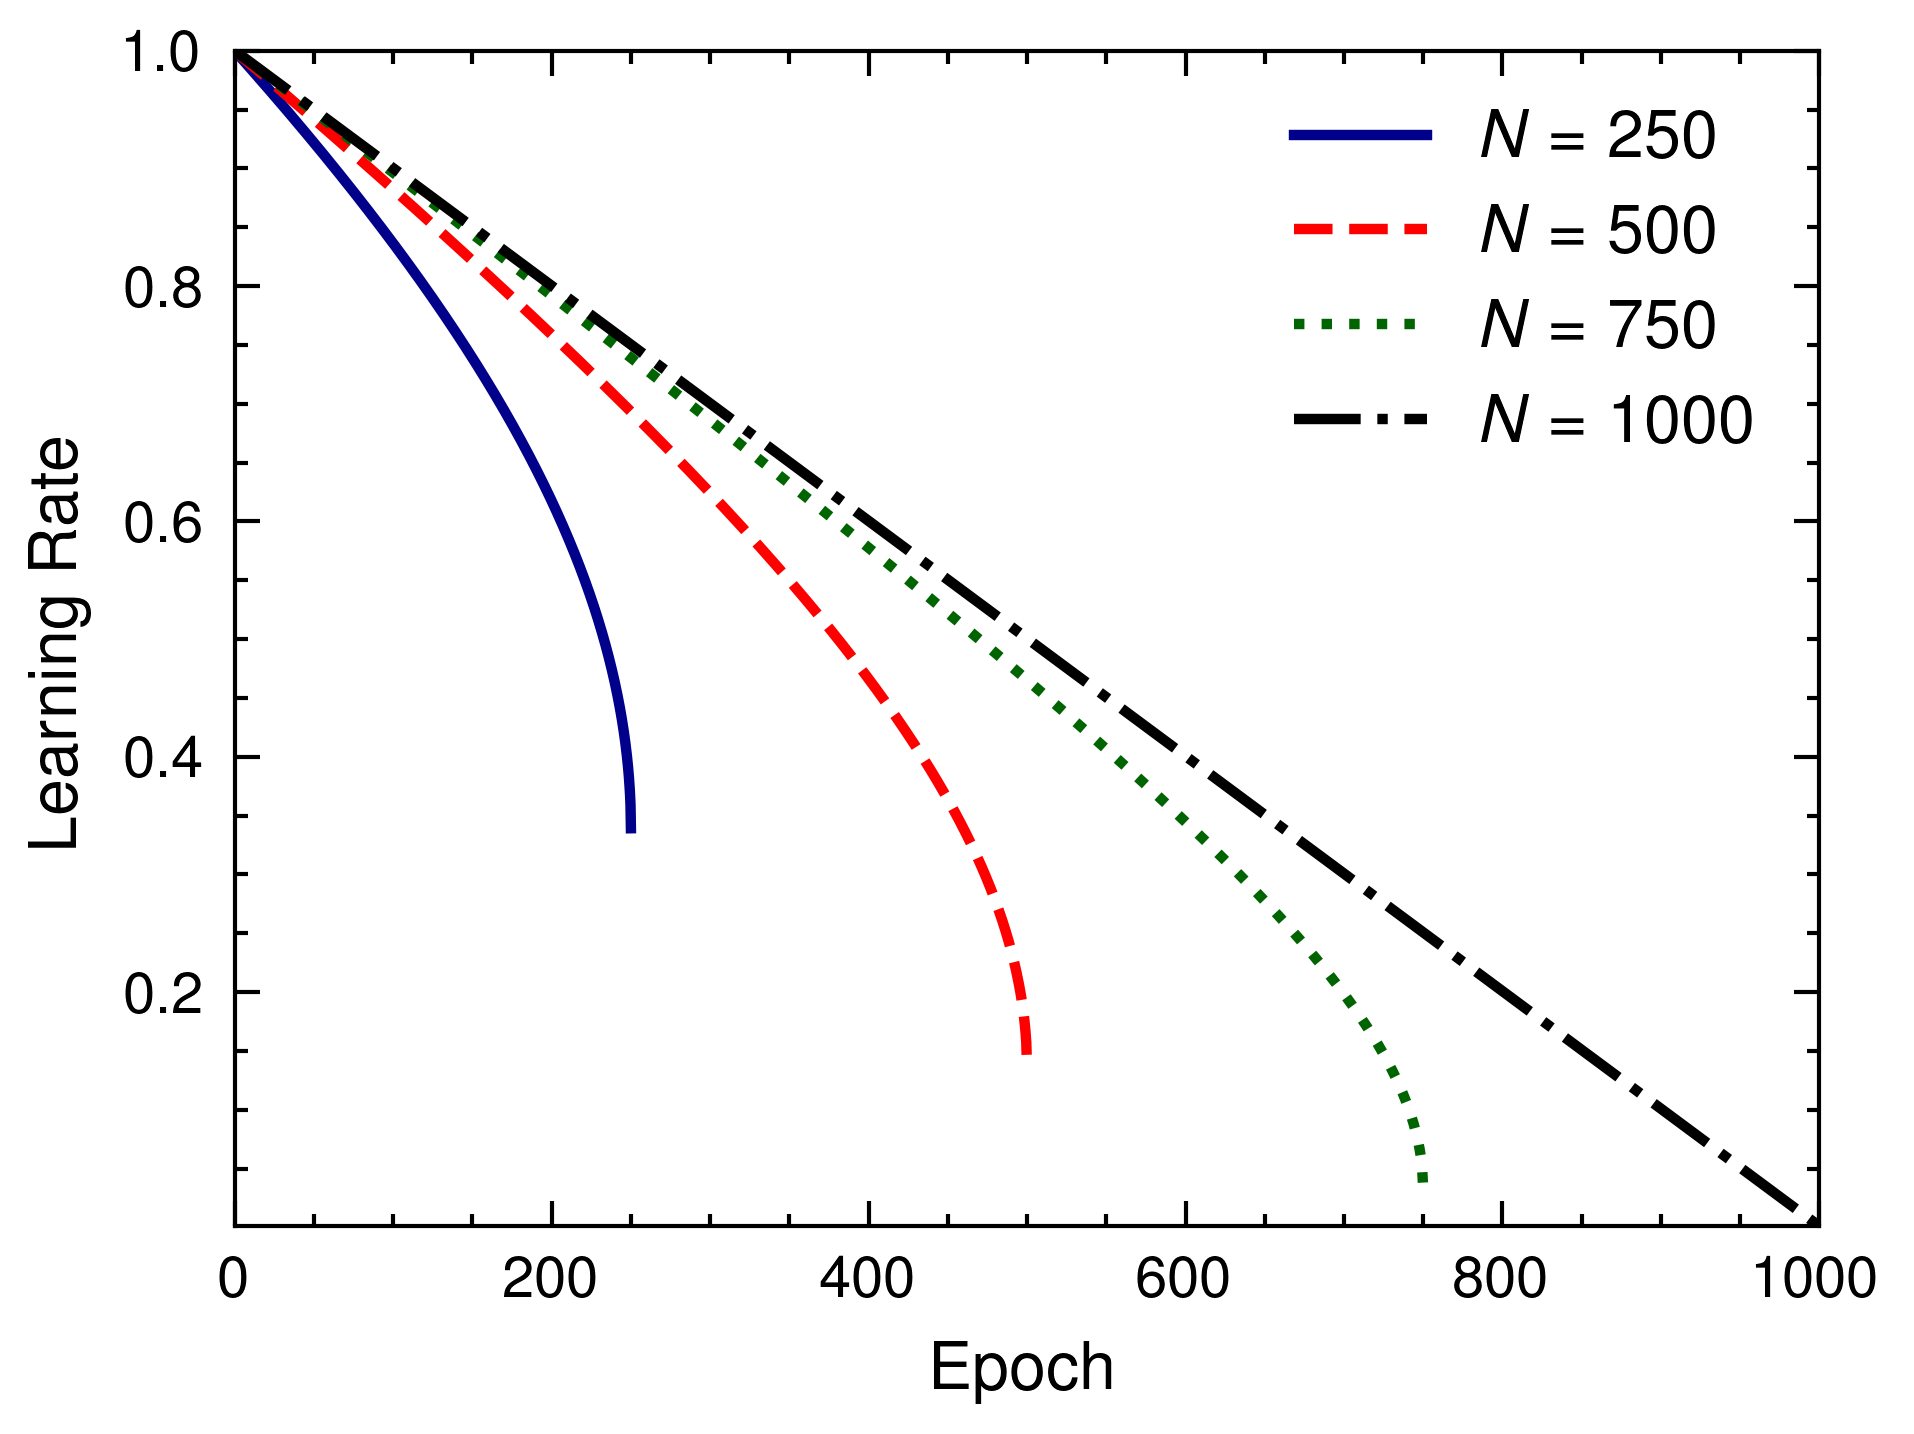 Learning Rate
1.0
0.8
0.6
0.4
0.2
N = 250
N = 500
N = 750
N = 1000
0 200 400 600 800 1000
Epoch